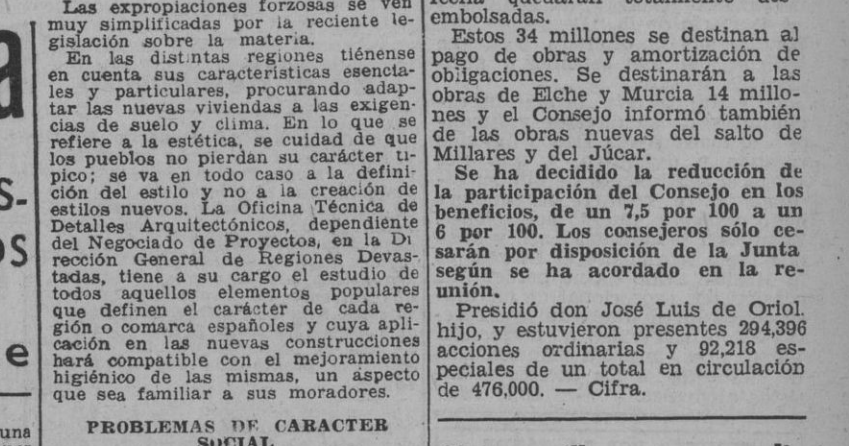 a
s-
os
e
una
Las expropiaciones forzosas se ven
muy simplificadas por la reciente le-
gislación sobre la materia.
En las distintas regiones tiénense
en cuenta sus características esencia-
les y particulares, procurando adap-
tar las nuevas viviendas a las exigen-
cias de suelo y clima. En lo que se
refiere a la estética, se cuidad de que
los pueblos no pierdan su carácter tí-
pico; se va en todo caso a la defini-
ción del estilo y no a la creación de
estilos nuevos. La Oficina Técnica de
Detalles Arquitectónicos, dependiente
del Negociado de Proyectos, en la Di
rección General de Regiones Devas-
tadas, tiene a su cargo el estudio de
todos aquellos elementos populares
que definen el carácter de cada re-
gión o comarca españoles y cuya apli-
cación en las nuevas construcciones
hará compatible con el mejoramiento
higiénico de las mismas, un aspecto
que sea familiar a sus moradores.
PROBLEMAS DE CARACTER
SOCIAL
fecha quedarán totalmente
embolsadas.
Estos 34 millones se destinan al
pago de obras y amortización de
obligaciones. Se destinarán a las
obras de Elche y Murcia 14 millo-
nes y el Consejo informó también
de las obras nuevas del salto de
Millares y del Júcar.
Se ha decidido la reducción de
la participación del Consejo en los
beneficios, de un 7,5 por 100 a un
6 por 100. Los consejeros sólo ce-
sarán por disposición de la Junta
según se ha acordado en la re-
unión.
Presidió don José Luis de Oriol.
hijo, y estuvieron presentes 294,396
acciones ordinarias y 92,218 es-
peciales de un total en circulación
de 476,000. — Cifra.